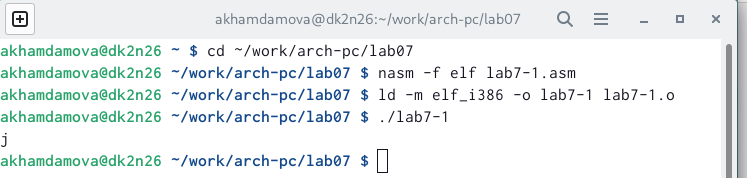 akhamdamova@dk2n26:~/work/arch-pc/lab07
akhamdamova@dk2n26 ~ $ cd ~/work/arch-pc/lab07
akhamdamova@dk2n26 ~/work/arch-pc/lab07 $ nasm -f elf lab7-1.asm
akhamdamova@dk2n26 ~/work/arch-pc/lab07 $ ld -m elf_i386 -o lab7-1 lab7-1.o
akhamdamova@dk2n26 ~/work/arch-pc/lab07 $ ./lab7-1
j
akhamdamova@dk2n26 ~/work/arch-pc/lab07 $